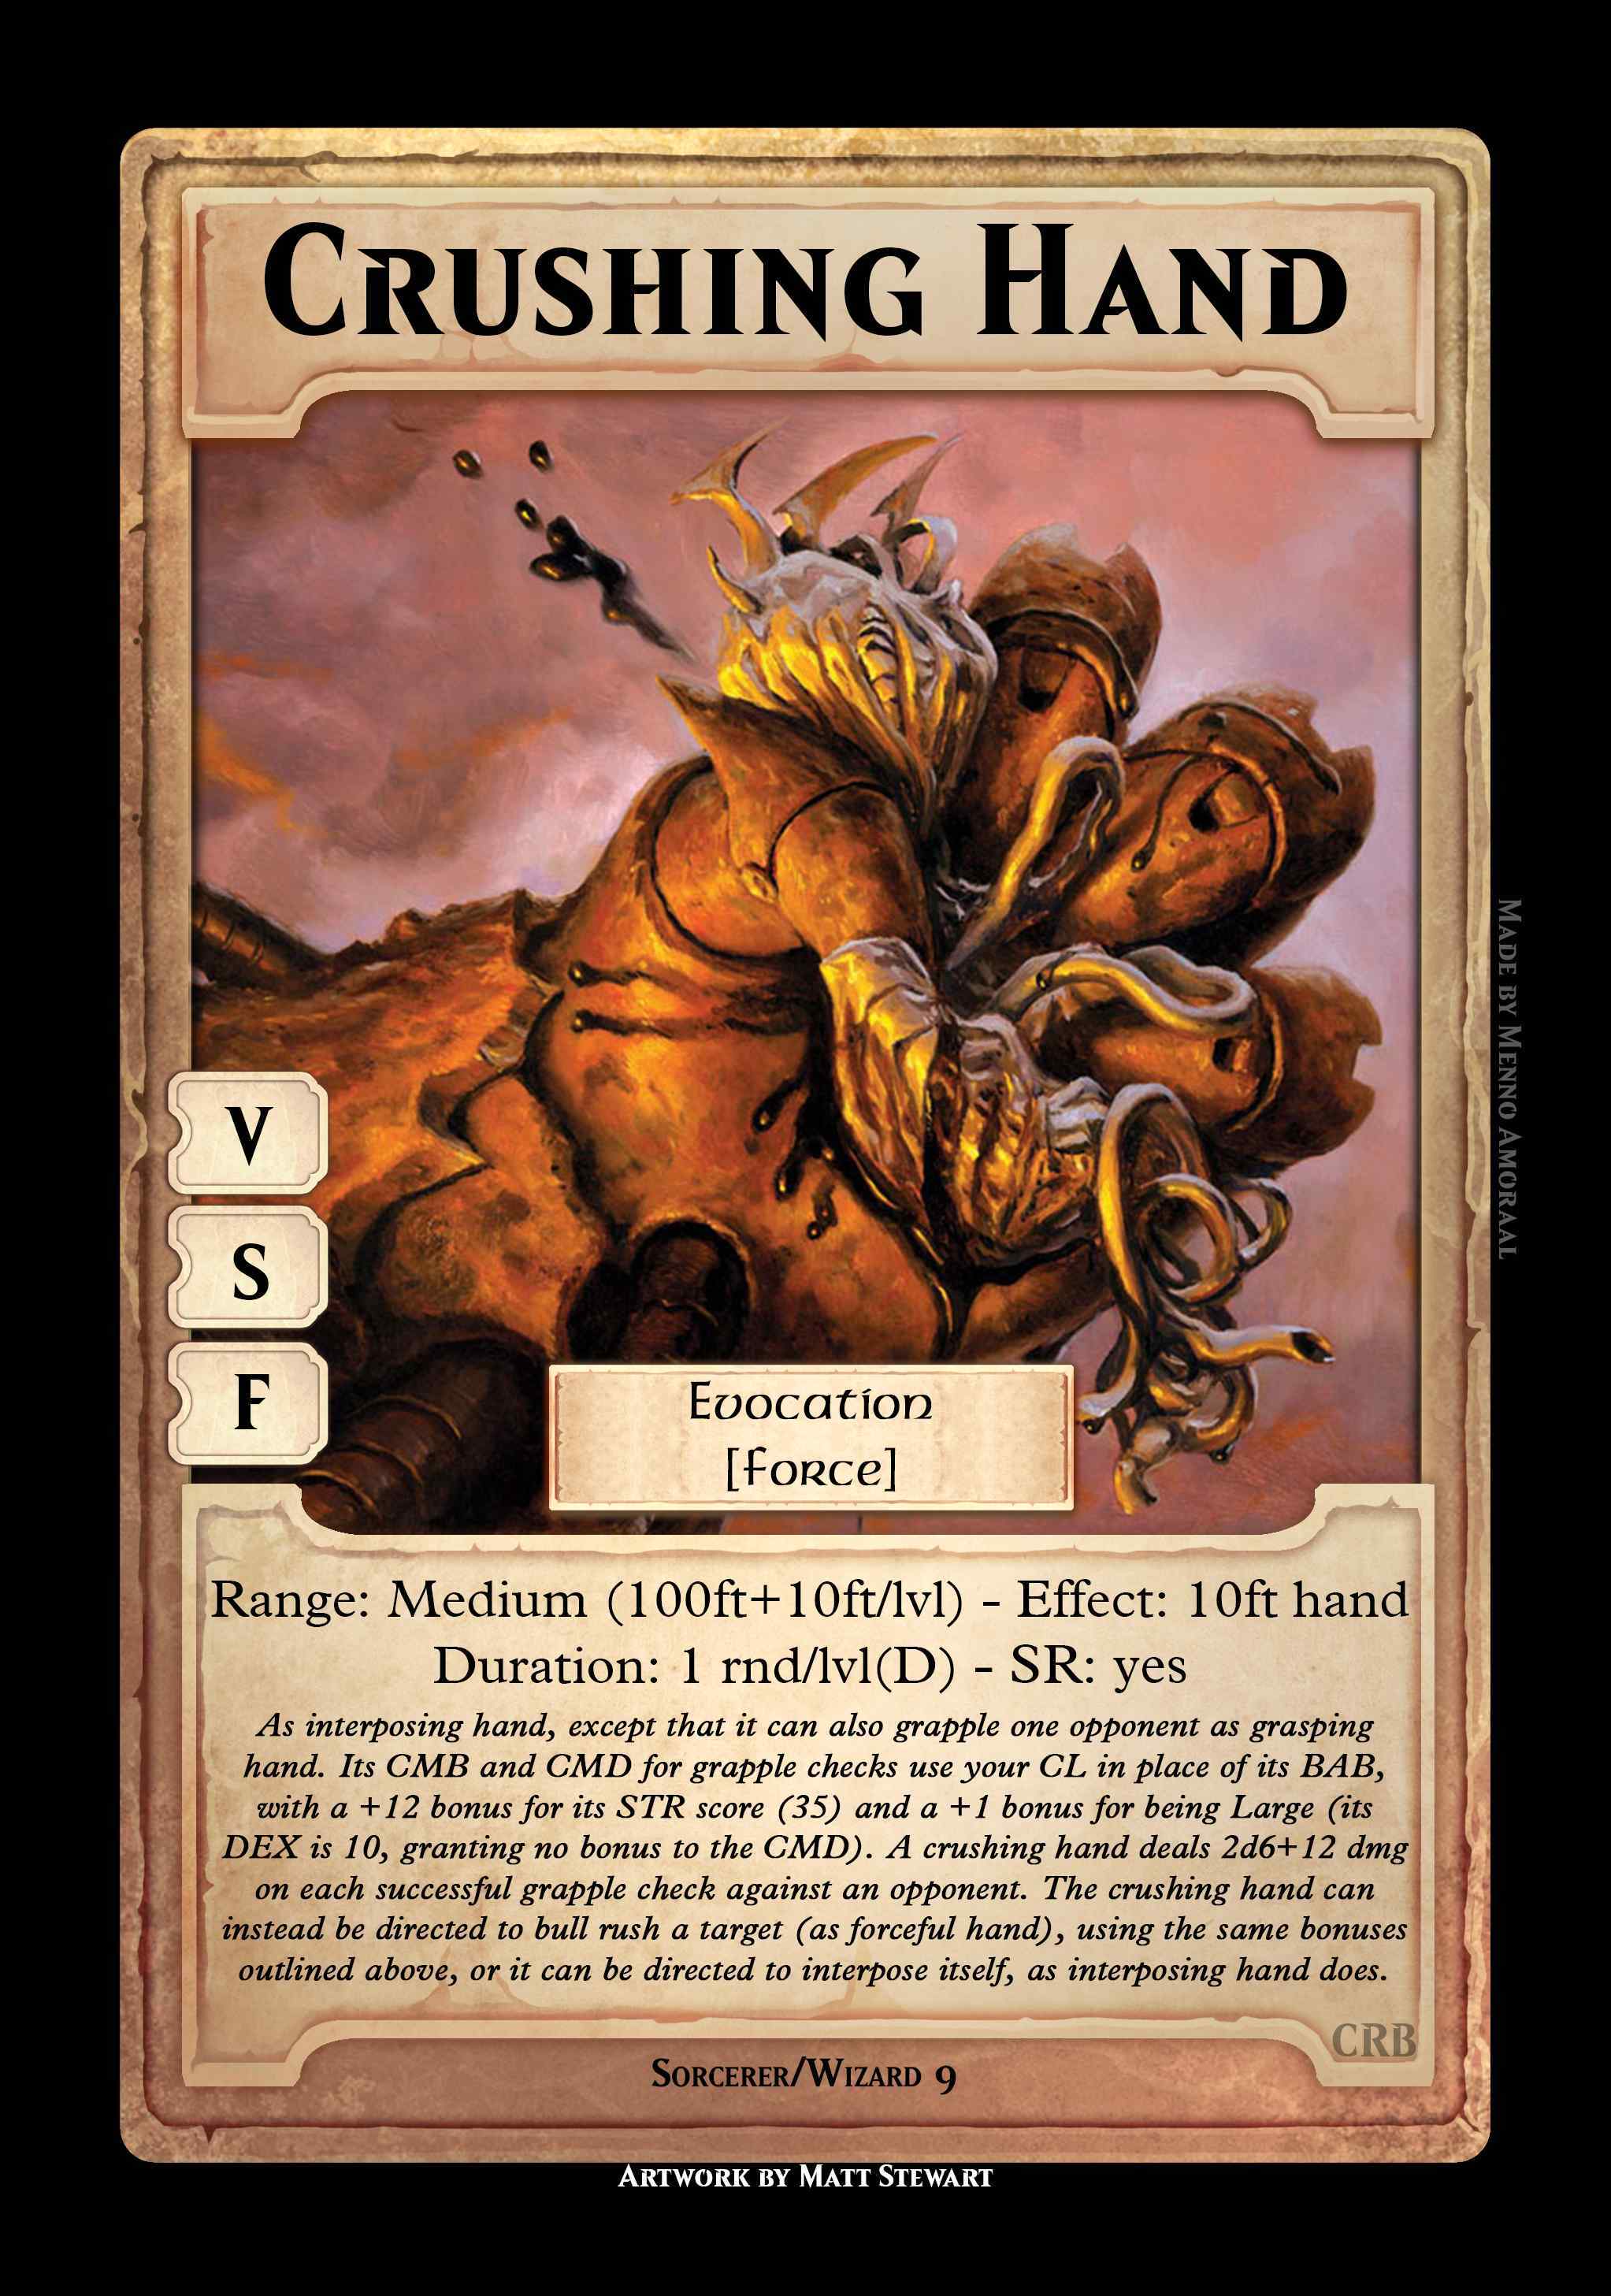 Crushing Hand
V
S
F
Evocation
[Force]
Range: Medium (100ft+10ft/lvl) - Effect: 10ft hand
Duration: 1 rnd/lvl(D) - SR: yes
As interposing hand, except that it can also grapple one opponent as grasping
hand. Its CMB and CMD for grapple checks use your CL in place of its BAB,
with a +12 bonus for its STR score (35) and a +1 bonus for being Large (its
DEX is 10, granting no bonus to the CMD). A crushing hand deals 2d6+12 dmg
on each successful grapple check against an opponent. The crushing hand can
instead be directed to bull rush a target (as forceful hand), using the same bonuses
outlined above, or it can be directed to interpose itself, as interposing hand does.
CRB
Sorcerer/Wizard 9
Artwork by Matt Stewart
Made by Menno Amoraal